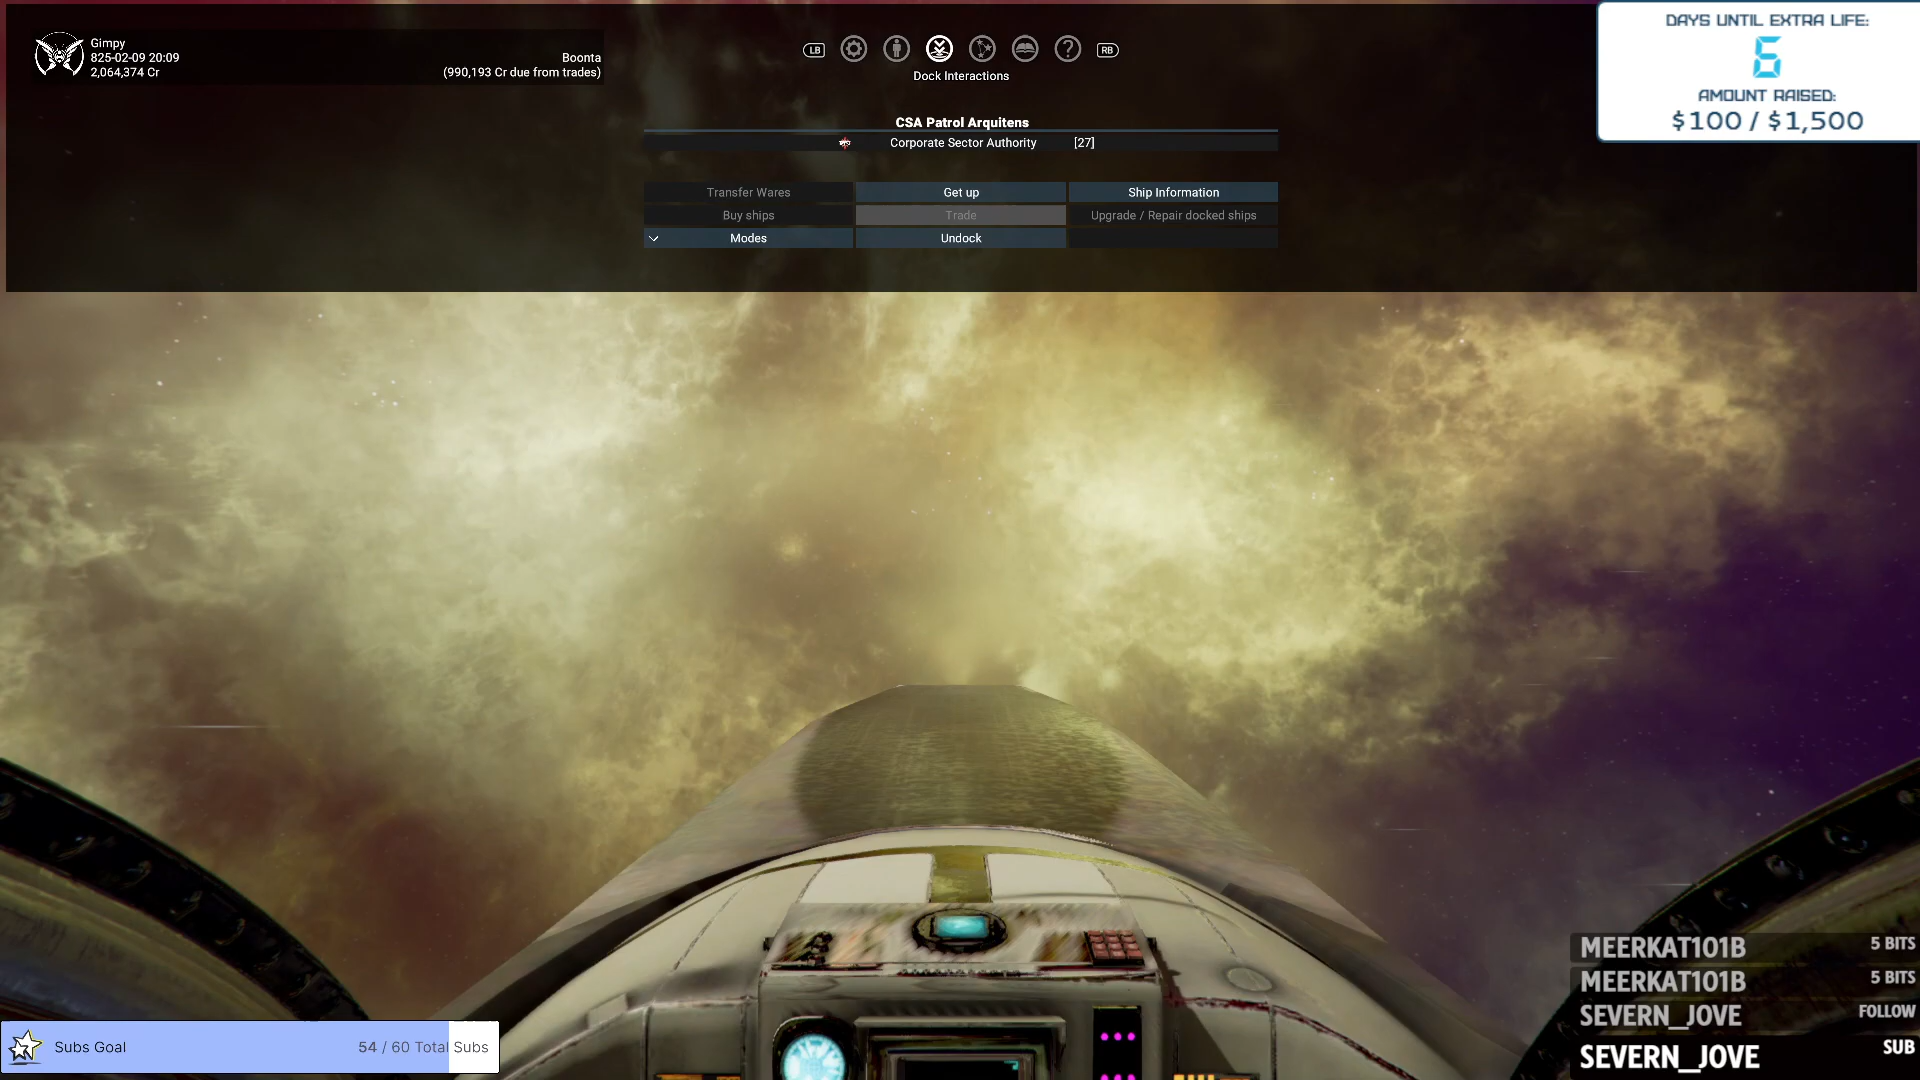 Gimpy
825-02-09 20:09
2,064,374 Cr
Boonta
(990,193 Cr due from trades)
LB
?
RB
Dock Interactions
CSA Patrol Arquitens
Corporate Sector Authority [27]
Transfer Wares Get up Ship Information
Buy ships Trade Upgrade / Repair docked ships
Modes Undock
DAYS UNTIL EXTRA LIFE:
6
AMOUNT RAISED:
$100 / $1,500
MEERKAT101B 5 BITS
MEERKAT101B 5 BITS
SEVERN_JOVE FOLLOW
SEVERN_JOVE SUB
Subs Goal 54 / 60 Total Subs